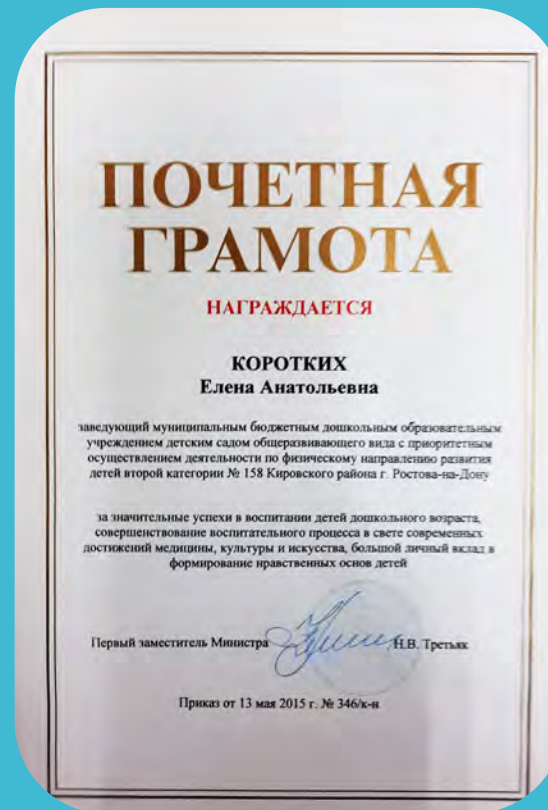 ПОЧЕТНАЯ
ГРАМОТА
НАГРАЖДАЕТСЯ
КОРОТКИХ
Елена Анатольевна
заведующий муниципальным бюджетным дошкольным образовательным
учреждением детским садом общеразвивающего вида с приоритетным
осуществлением деятельности по физическому направлению развития
детей второй категории № 158 Кировского района г. Ростова-на-Дону
за значительные успехи в воспитании детей дошкольного возраста,
совершенствование воспитательного процесса в свете современных
достижений медицины, культуры и искусства, большой личный вклад в
формирование нравственных основ детей
Первый заместитель Министра Н.В. Третьяк
Приказ от 13 мая 2015 г. № 346/к-н